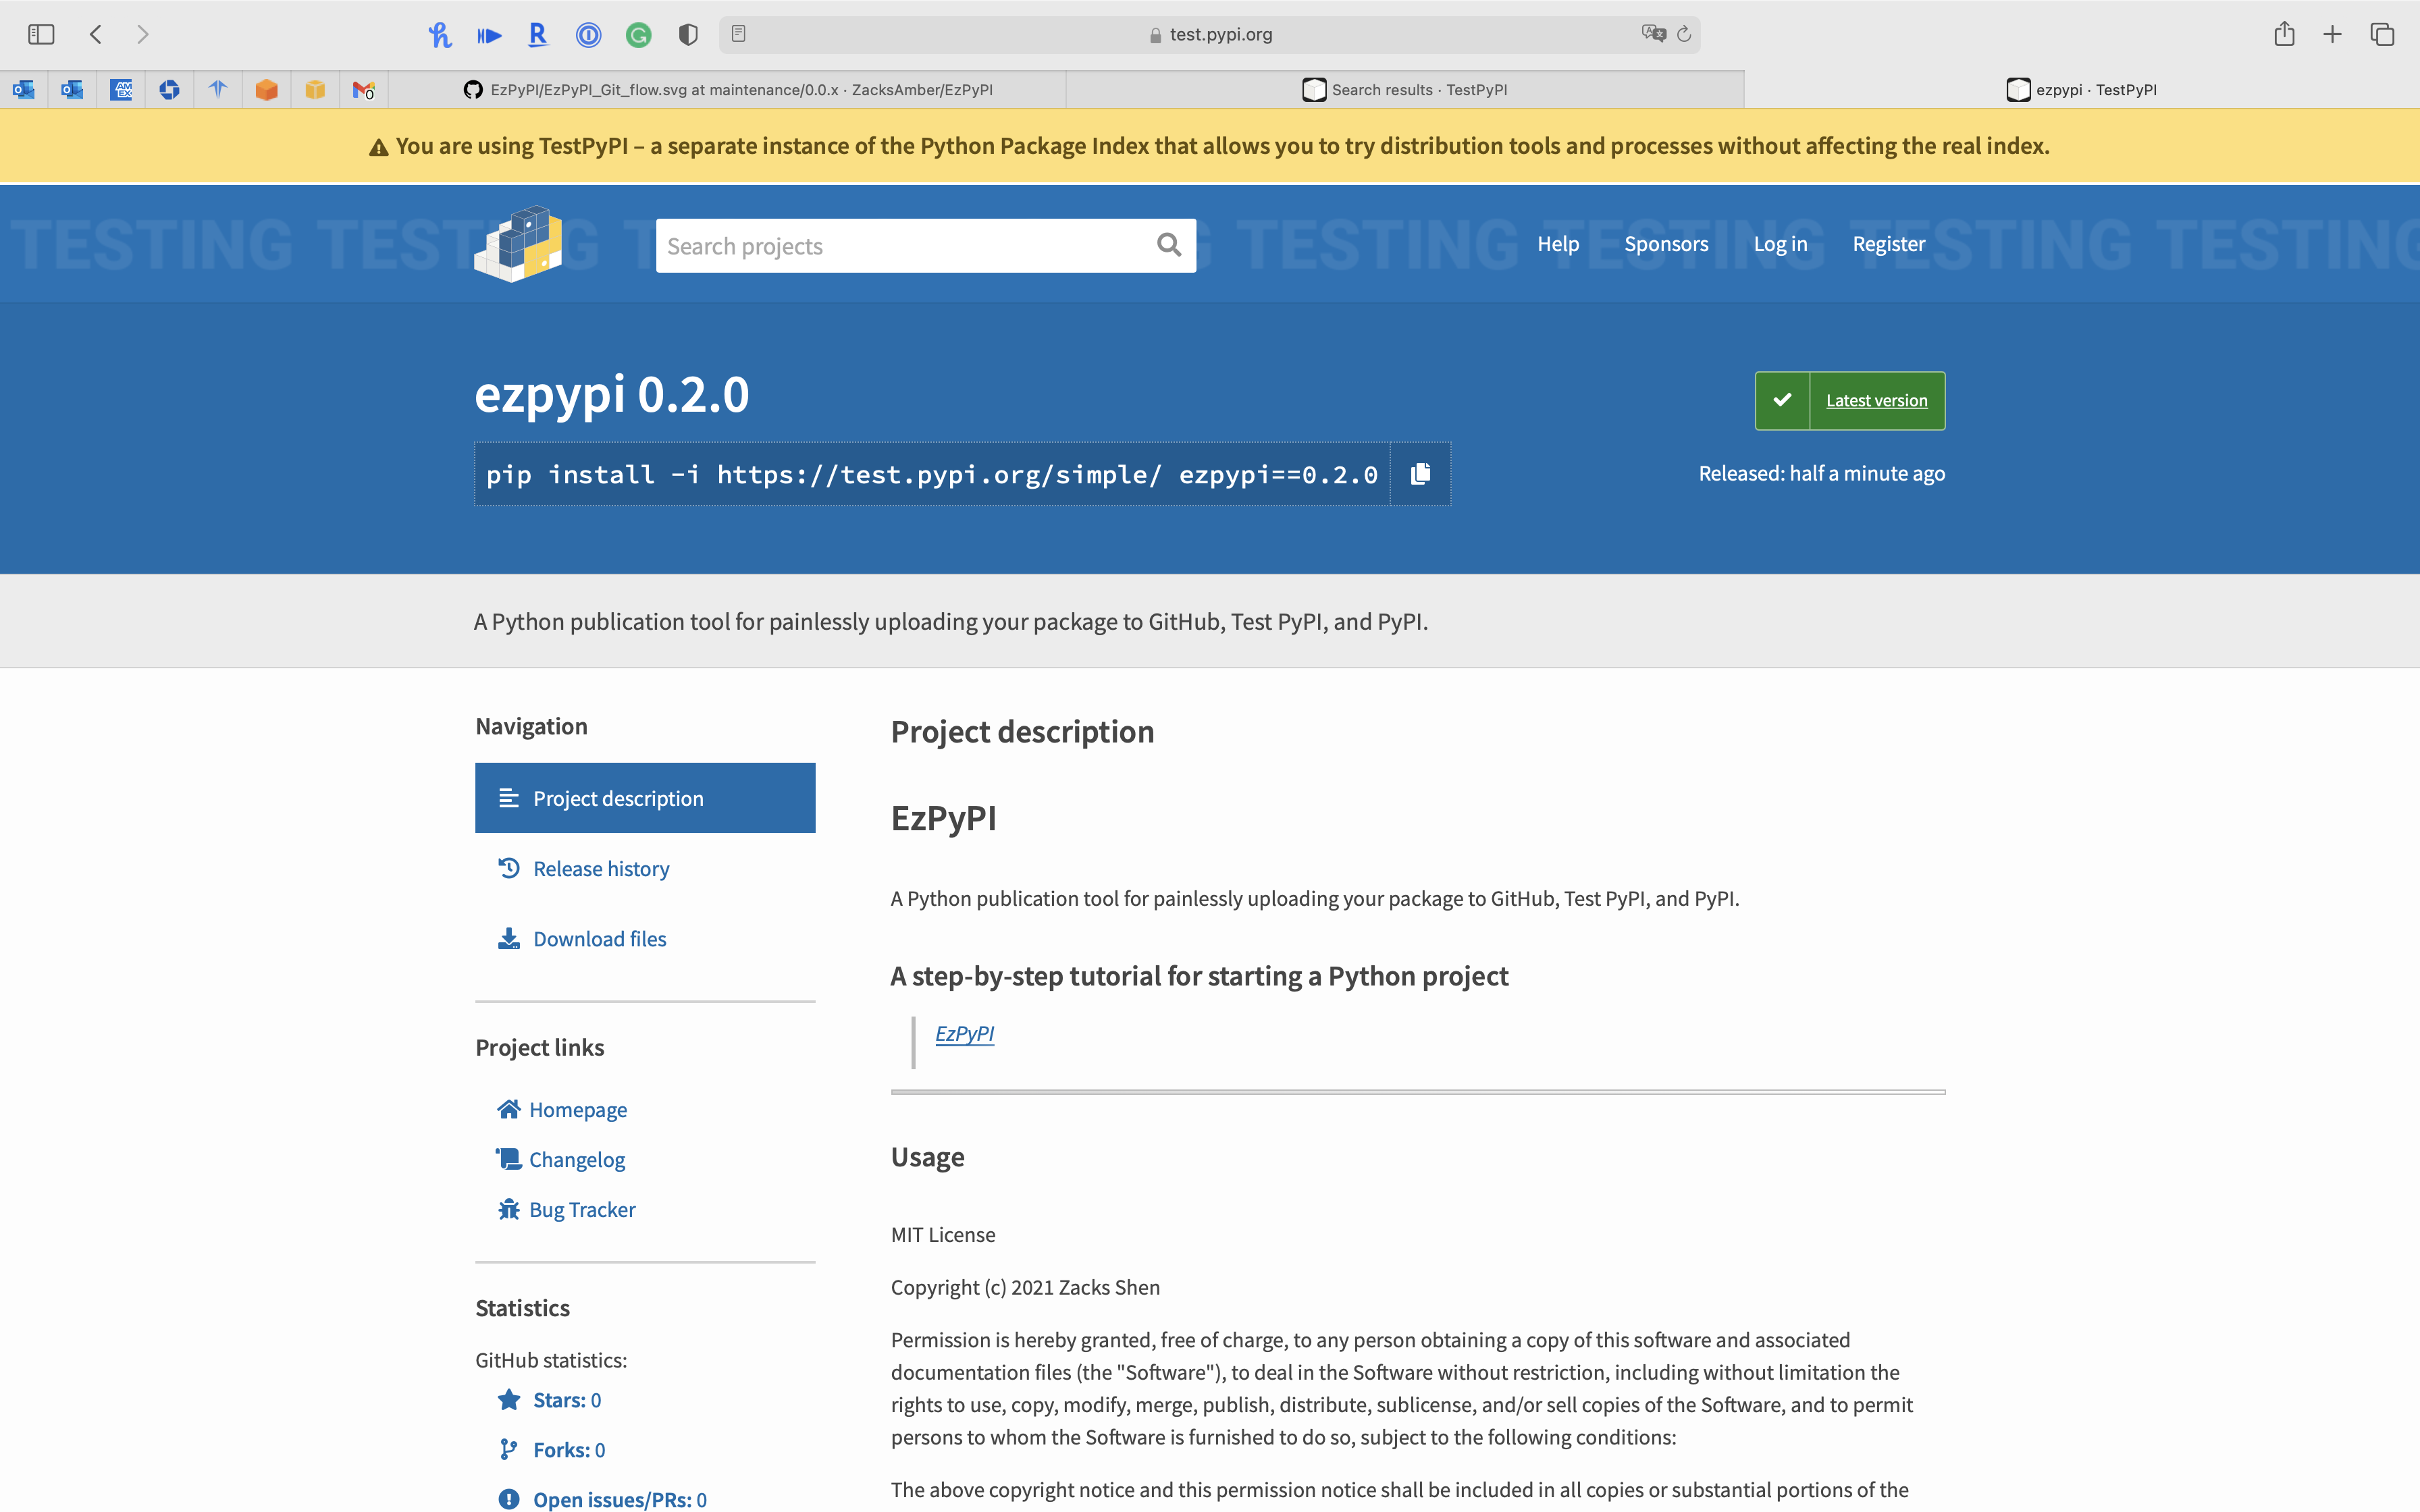 test.pypi.org
EzPyPI/EzPyPI_Git_flow.svg at maintenance/0.0.x · ZacksAmber/EzPyPI
Search results · TestPyPI
ezpypi · TestPyPI
You are using TestPyPI – a separate instance of the Python Package Index that allows you to try distribution tools and processes without affecting the real index.
TESTING TESTING TESTING TESTING TESTING TESTING TESTING TESTING
Search projects
Help
Sponsors
Log in
Register
ezpypi 0.2.0
Latest version
pip install -i https://test.pypi.org/simple/ ezpypi==0.2.0
Released: half a minute ago
A Python publication tool for painlessly uploading your package to GitHub, Test PyPI, and PyPI.
Navigation
Project description
Release history
Download files
Project links
Homepage
Changelog
Bug Tracker
Statistics
GitHub statistics:
Stars: 0
Forks: 0
Open issues/PRs: 0
Project description
EzPyPI
A Python publication tool for painlessly uploading your package to GitHub, Test PyPI, and PyPI.
A step-by-step tutorial for starting a Python project
EzPyPI
Usage
MIT License
Copyright (c) 2021 Zacks Shen
Permission is hereby granted, free of charge, to any person obtaining a copy of this software and associated
documentation files (the "Software"), to deal in the Software without restriction, including without limitation the
rights to use, copy, modify, merge, publish, distribute, sublicense, and/or sell copies of the Software, and to permit
persons to whom the Software is furnished to do so, subject to the following conditions:
The above copyright notice and this permission notice shall be included in all copies or substantial portions of the